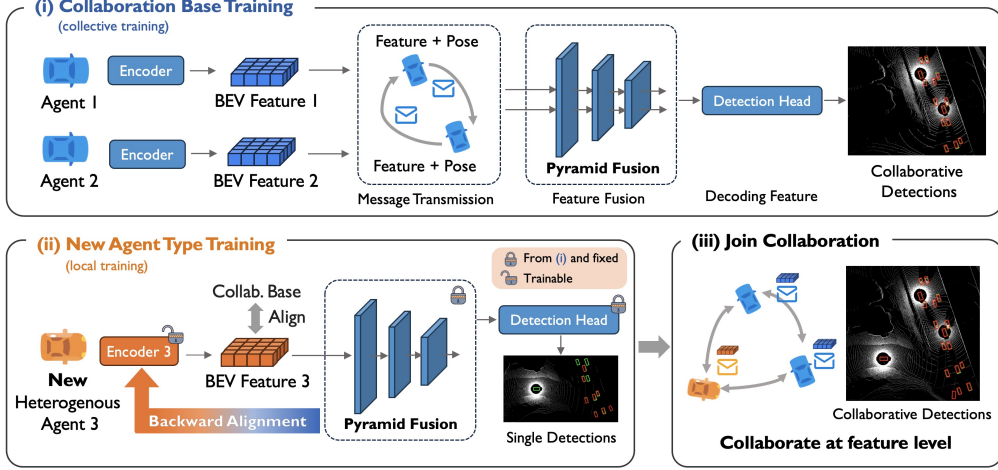 (i) Collaboration Base Training
(collective training)
Agent 1
Encoder
BEV Feature 1
Agent 2
Encoder
BEV Feature 2
Feature + Pose
Feature + Pose
Message Transmission
Pyramid Fusion
Feature Fusion
Detection Head
Decoding Feature
Collaborative
Detections
(ii) New Agent Type Training
(local training)
From (i) and fixed
Trainable
Collab. Base
Align
Encoder 3
BEV Feature 3
New
Heterogenous
Agent 3
Backward Alignment
Pyramid Fusion
Detection Head
Single Detections
(iii) Join Collaboration
Collaborative Detections
Collaborate at feature level